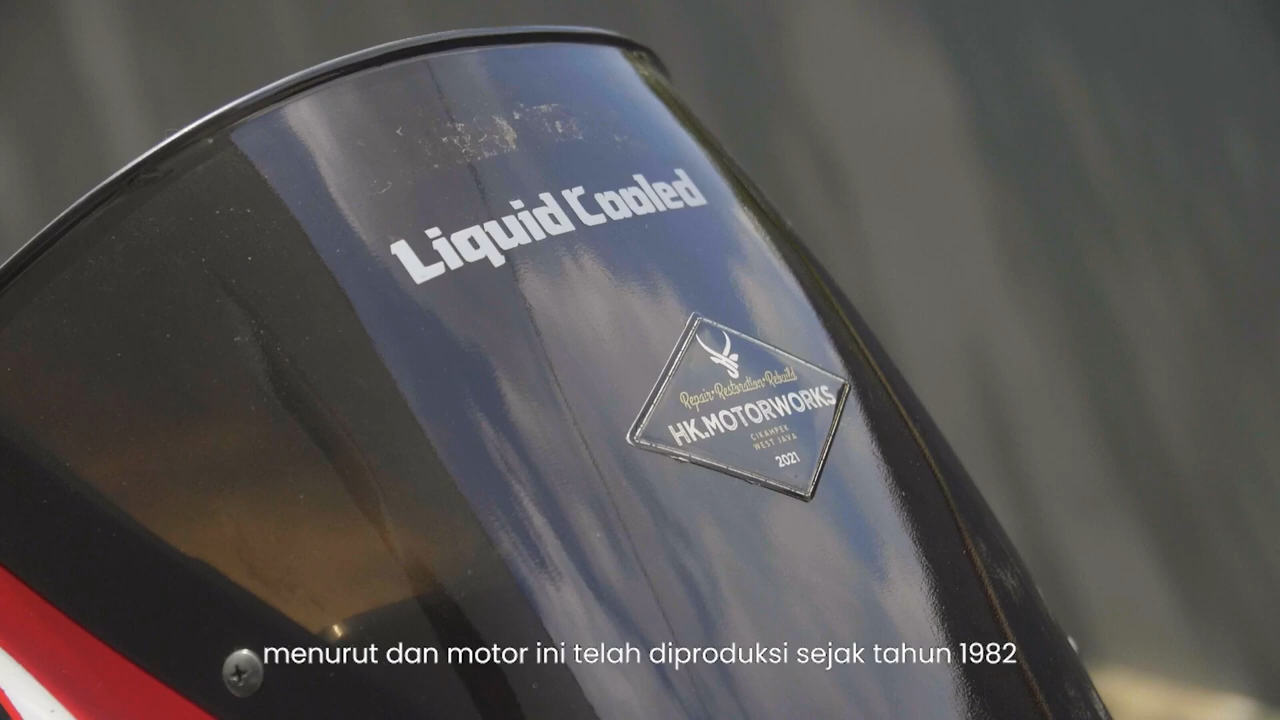 Liquid Cooled
Repair•Restoration•Rebuild
HK.MOTORWORKS
CIKAMPEK
WEST JAVA
2021
menurut dan motor ini telah diproduksi sejak tahun 1982